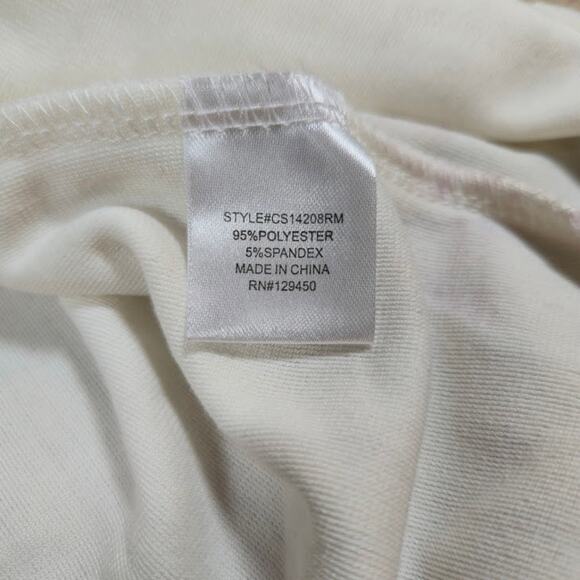 STYLE#CS14208RM
95%POLYESTER
5%SPANDEX
MADE IN CHINA
RN#129450